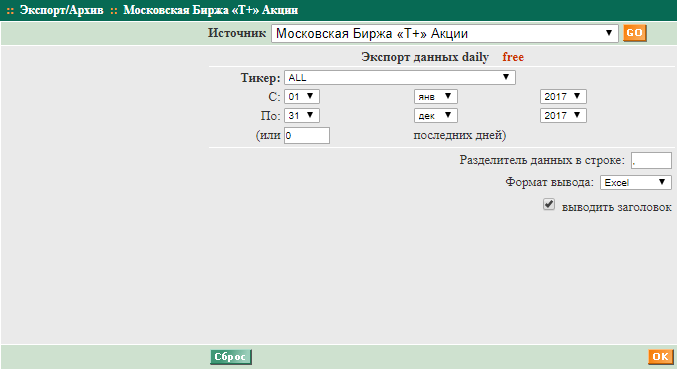 :: Экспорт/Архив :: Московская Биржа «Т+» Акции
Источник Московская Биржа «Т+» Акции GO
Экспорт данных daily free
Тикер: ALL
С: 01 янв 2017
По: 31 дек 2017
(или 0 последних дней)
Разделитель данных в строке: ,
Формат вывода: Excel
выводить заголовок
Сброс OK